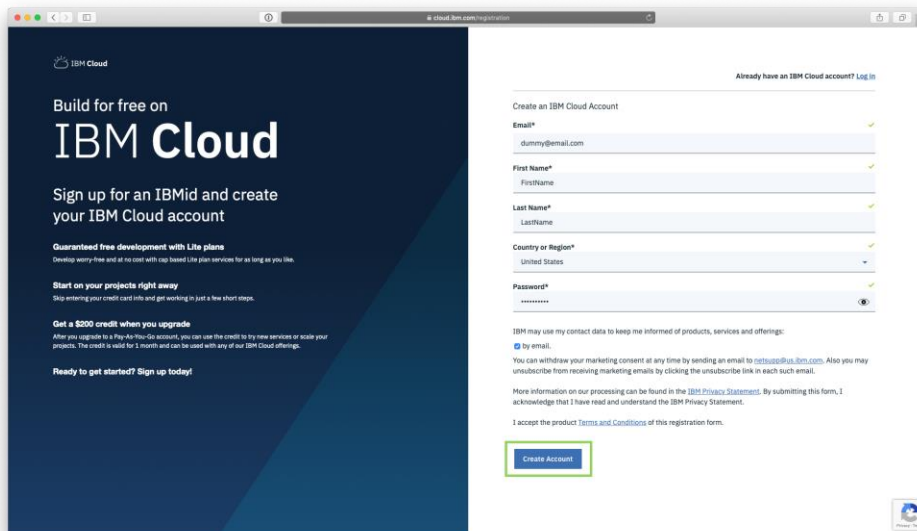 cloud.ibm.com/registration
IBM Cloud
Build for free on
IBM Cloud
Sign up for an IBMid and create
your IBM Cloud account
Guaranteed free development with Lite plans
Develop worry-free and at no cost with cap based Lite plan services for as long as you like.
Start on your projects right away
Skip entering your credit card info and get working in just a few short steps.
Get a $200 credit when you upgrade
After you upgrade to a Pay-As-You-Go account, you can use the credit to try new services or scale your
projects. The credit is valid for 1 month and can be used with any of our IBM Cloud offerings.
Ready to get started? Sign up today!
Already have an IBM Cloud account? Log in
Create an IBM Cloud Account
Email*
dummy@email.com
First Name*
FirstName
Last Name*
LastName
Country or Region*
United States
Password*
••••••••••
IBM may use my contact data to keep me informed of products, services and offerings:
by email.
You can withdraw your marketing consent at any time by sending an email to netsupp@us.ibm.com. Also you may
unsubscribe from receiving marketing emails by clicking the unsubscribe link in each such email.
More information on our processing can be found in the IBM Privacy Statement. By submitting this form, I
acknowledge that I have read and understand the IBM Privacy Statement.
I accept the product Terms and Conditions of this registration form.
Create Account